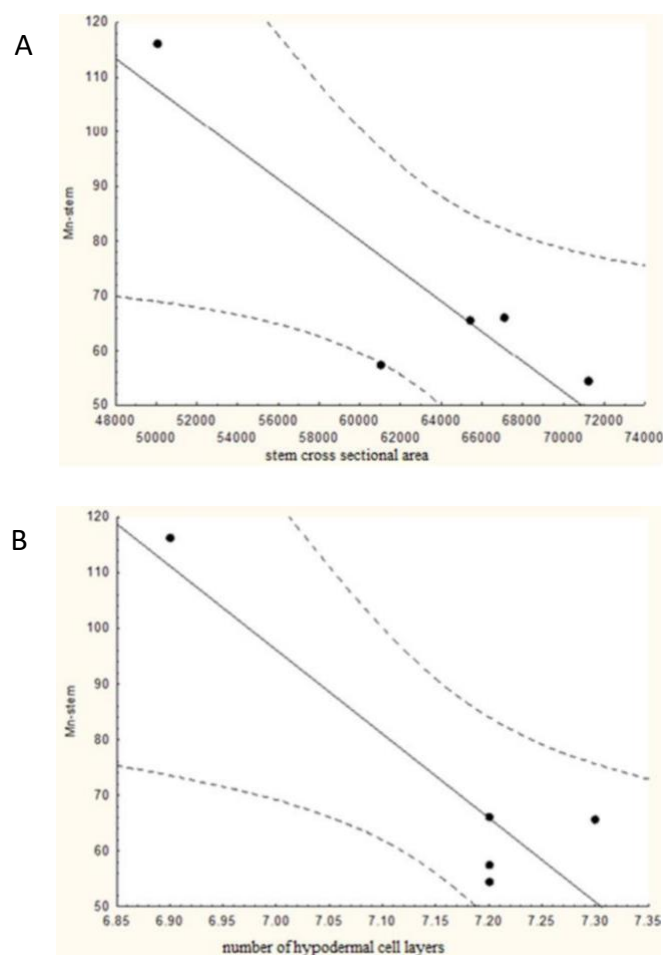 A
120
110
100
90
80
70
60
50
Mn-stem
48000 52000 56000 60000 64000 68000 72000
50000 54000 58000 62000 66000 70000 74000
stem cross sectional area
B
120
110
100
90
80
70
60
50
Mn-stem
6.85 6.90 6.95 7.00 7.05 7.10 7.15 7.20 7.25 7.30 7.35
number of hypodermal cell layers